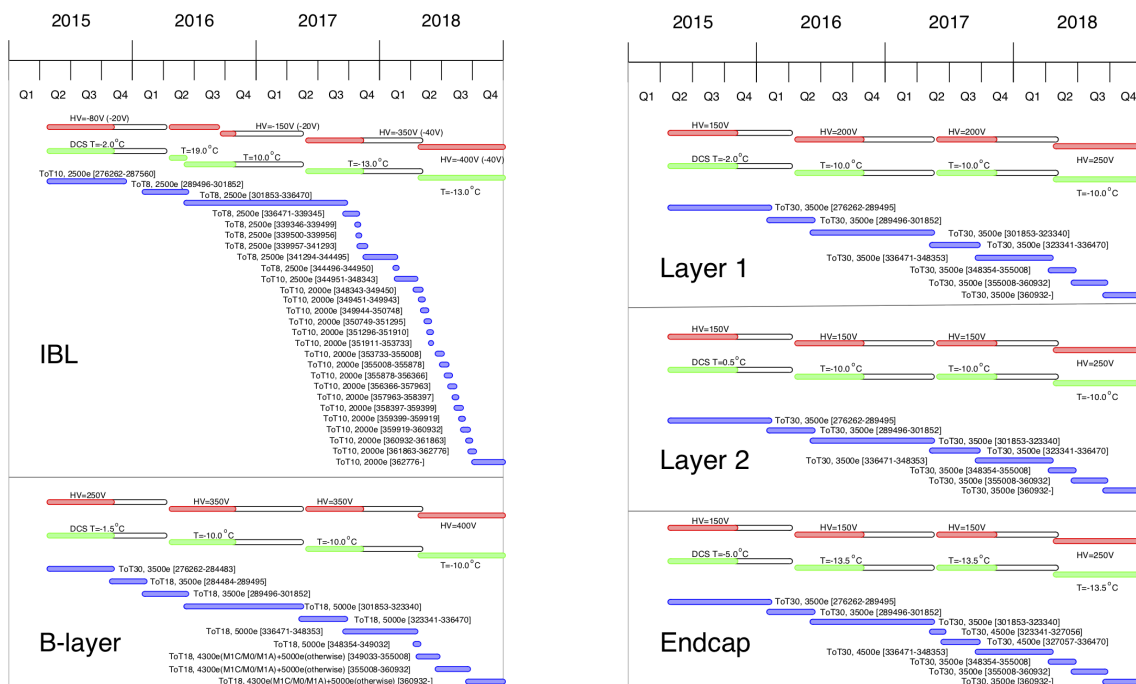 2015 2016 2017 2018
Q1 Q2 Q3 Q4 Q1 Q2 Q3 Q4 Q1 Q2 Q3 Q4 Q1 Q2 Q3 Q4
HV=-80V (-20V)
HV=-150V (-20V)
HV=-350V (-40V)
HV=-400V (-40V)
DCS T=-2.0°C
T=19.0°C
T=10.0°C
T=-13.0°C
T=-13.0°C
ToT10, 2500e [276262-287560]
ToT8, 2500e [289496-301852]
ToT8, 2500e [301853-336470]
ToT8, 2500e [336471-339345]
ToT8, 2500e [339346-339499]
ToT8, 2500e [339500-339956]
ToT8, 2500e [339957-341293]
ToT8, 2500e [341294-344495]
ToT8, 2500e [344496-344950]
ToT10, 2500e [344951-348343]
ToT10, 2000e [348343-349450]
ToT10, 2000e [349451-349943]
ToT10, 2000e [349944-350748]
ToT10, 2000e [350749-351295]
ToT10, 2000e [351296-351910]
ToT10, 2000e [351911-353733]
ToT10, 2000e [353733-355008]
ToT10, 2000e [355008-355878]
ToT10, 2000e [355878-356366]
ToT10, 2000e [356366-357963]
ToT10, 2000e [357963-358397]
ToT10, 2000e [358397-359399]
ToT10, 2000e [359399-359919]
ToT10, 2000e [359919-360932]
ToT10, 2000e [360932-361863]
ToT10, 2000e [361863-362776]
ToT10, 2000e [362776-]
IBL
HV=250V
HV=350V
HV=350V
HV=400V
DCS T=-1.5°C
T=-10.0°C
T=-10.0°C
T=-10.0°C
ToT30, 3500e [276262-284483]
ToT18, 3500e [284484-289495]
ToT18, 3500e [289496-301852]
ToT18, 5000e [301853-323340]
ToT18, 5000e [323341-336470]
ToT18, 5000e [336471-348353]
ToT18, 5000e [348354-349032]
ToT18, 4300e(M1C/M0/M1A)+5000e(otherwise) [349033-355008]
ToT18, 4300e(M1C/M0/M1A)+5000e(otherwise) [355008-360932]
ToT18, 4300e(M1C/M0/M1A)+5000e(otherwise) [360932-]
B-layer
2015 2016 2017 2018
Q1 Q2 Q3 Q4 Q1 Q2 Q3 Q4 Q1 Q2 Q3 Q4 Q1 Q2 Q3 Q4
HV=150V
HV=200V
HV=200V
HV=250V
DCS T=-2.0°C
T=-10.0°C
T=-10.0°C
T=-10.0°C
ToT30, 3500e [276262-289495]
ToT30, 3500e [289496-301852]
ToT30, 3500e [301853-323340]
ToT30, 3500e [323341-336470]
ToT30, 3500e [336471-348353]
ToT30, 3500e [348354-355008]
ToT30, 3500e [355008-360932]
ToT30, 3500e [360932-]
Layer 1
HV=150V
HV=150V
HV=150V
HV=250V
DCS T=0.5°C
T=-10.0°C
T=-10.0°C
T=-10.0°C
ToT30, 3500e [276262-289495]
ToT30, 3500e [289496-301852]
ToT30, 3500e [301853-323340]
ToT30, 3500e [323341-336470]
ToT30, 3500e [336471-348353]
ToT30, 3500e [348354-355008]
ToT30, 3500e [355008-360932]
ToT30, 3500e [360932-]
Layer 2
HV=150V
HV=150V
HV=150V
HV=250V
DCS T=-5.0°C
T=-13.5°C
T=-13.5°C
T=-13.5°C
ToT30, 3500e [276262-289495]
ToT30, 3500e [289496-301852]
ToT30, 3500e [301853-323340]
ToT30, 4500e [323341-327056]
ToT30, 4500e [327057-336470]
ToT30, 4500e [336471-348353]
ToT30, 3500e [348354-355008]
ToT30, 3500e [355008-360932]
ToT30, 3500e [360932-]
Endcap